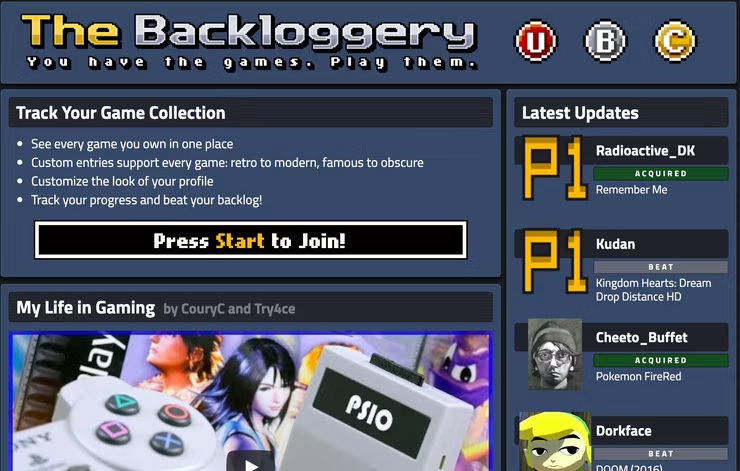 The Backloggery
You have the games. Play them.
U B C
Track Your Game Collection
See every game you own in one place
Custom entries support every game: retro to modern, famous to obscure
Customize the look of your profile
Track your progress and beat your backlog!
Press Start to Join!
My Life in Gaming by CouryC and Try4ce
PSIO
Latest Updates
P1
Radioactive_DK
ACQUIRED
Remember Me
P1
Kudan
BEAT
Kingdom Hearts: Dream
Drop Distance HD
Cheeto_Buffet
ACQUIRED
Pokemon FireRed
Dorkface
BEAT
DOOM (2016)